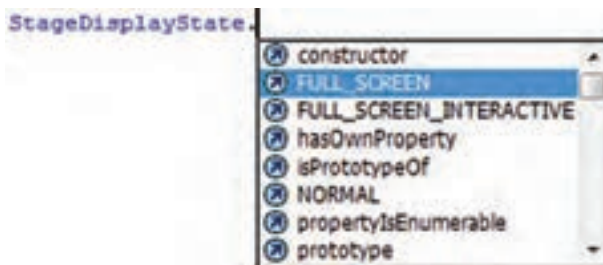 StageDisplayState.
constructor
FULL_SCREEN
FULL_SCREEN_INTERACTIVE
hasOwnProperty
isPrototypeOf
NORMAL
propertyIsEnumerable
prototype